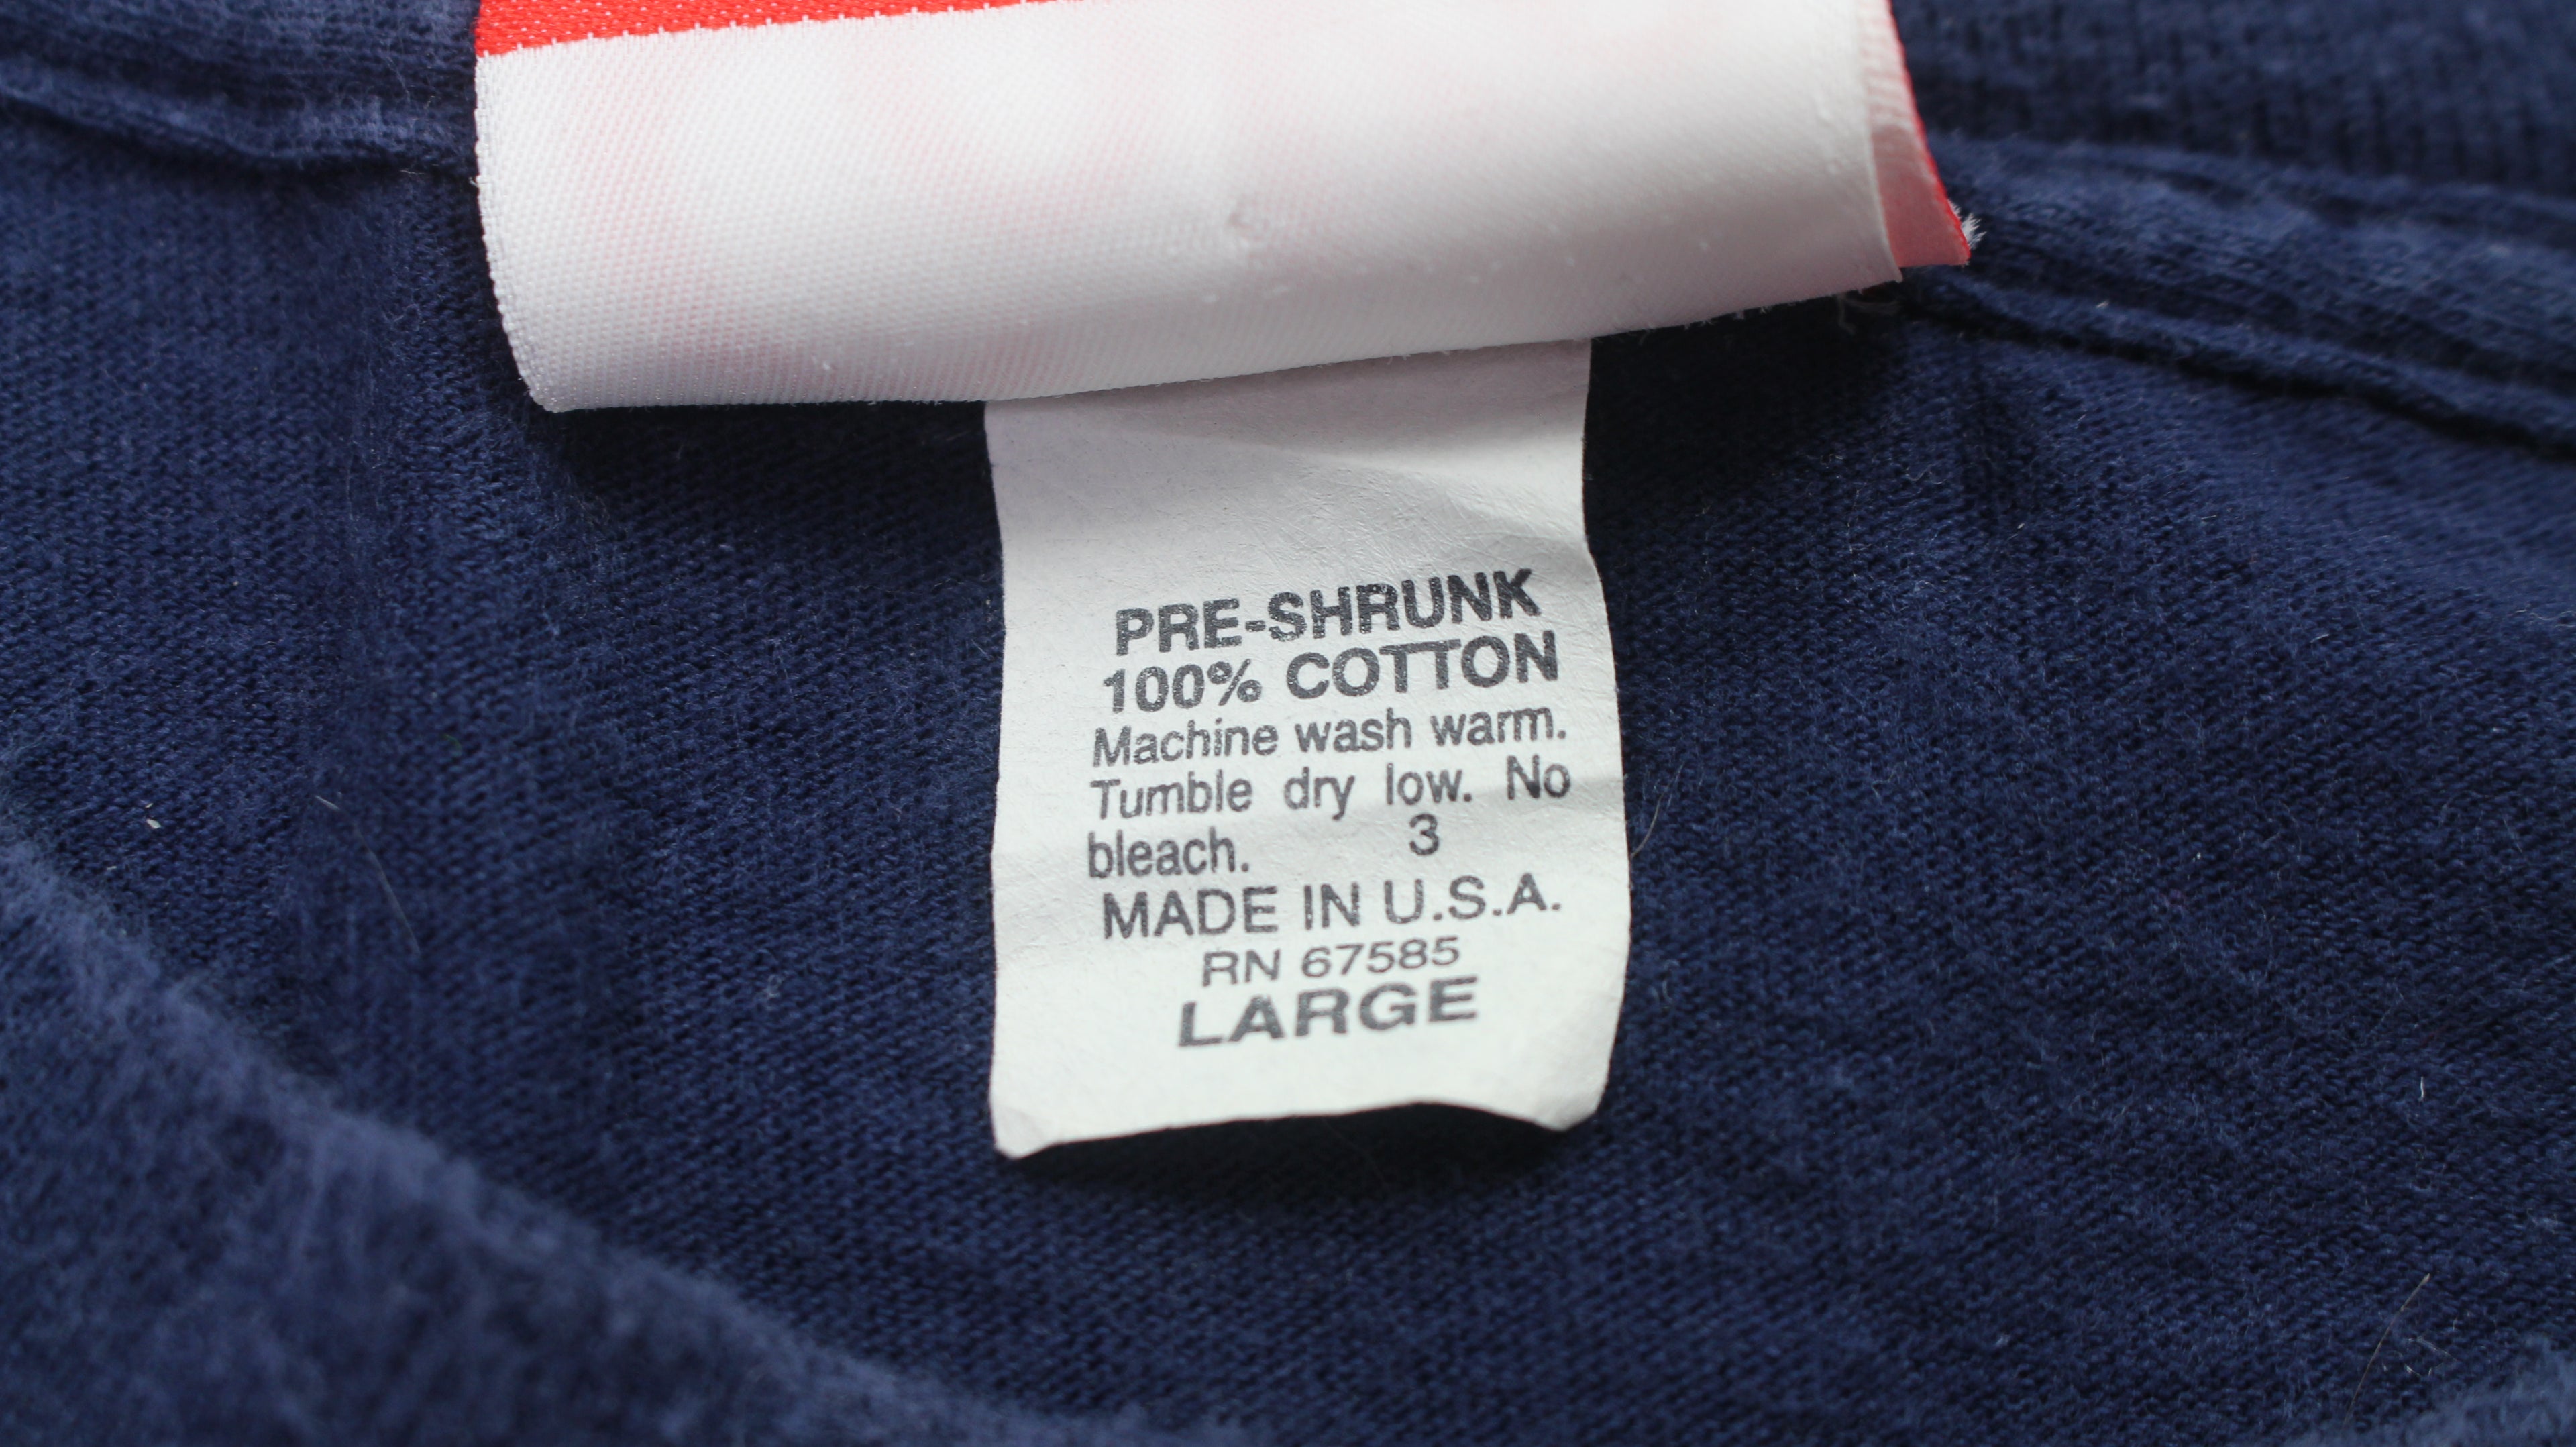 PRE-SHRUNK
100% COTTON
Machine wash warm.
Tumble dry low. No
bleach. 3
MADE IN U.S.A.
RN 67585
LARGE